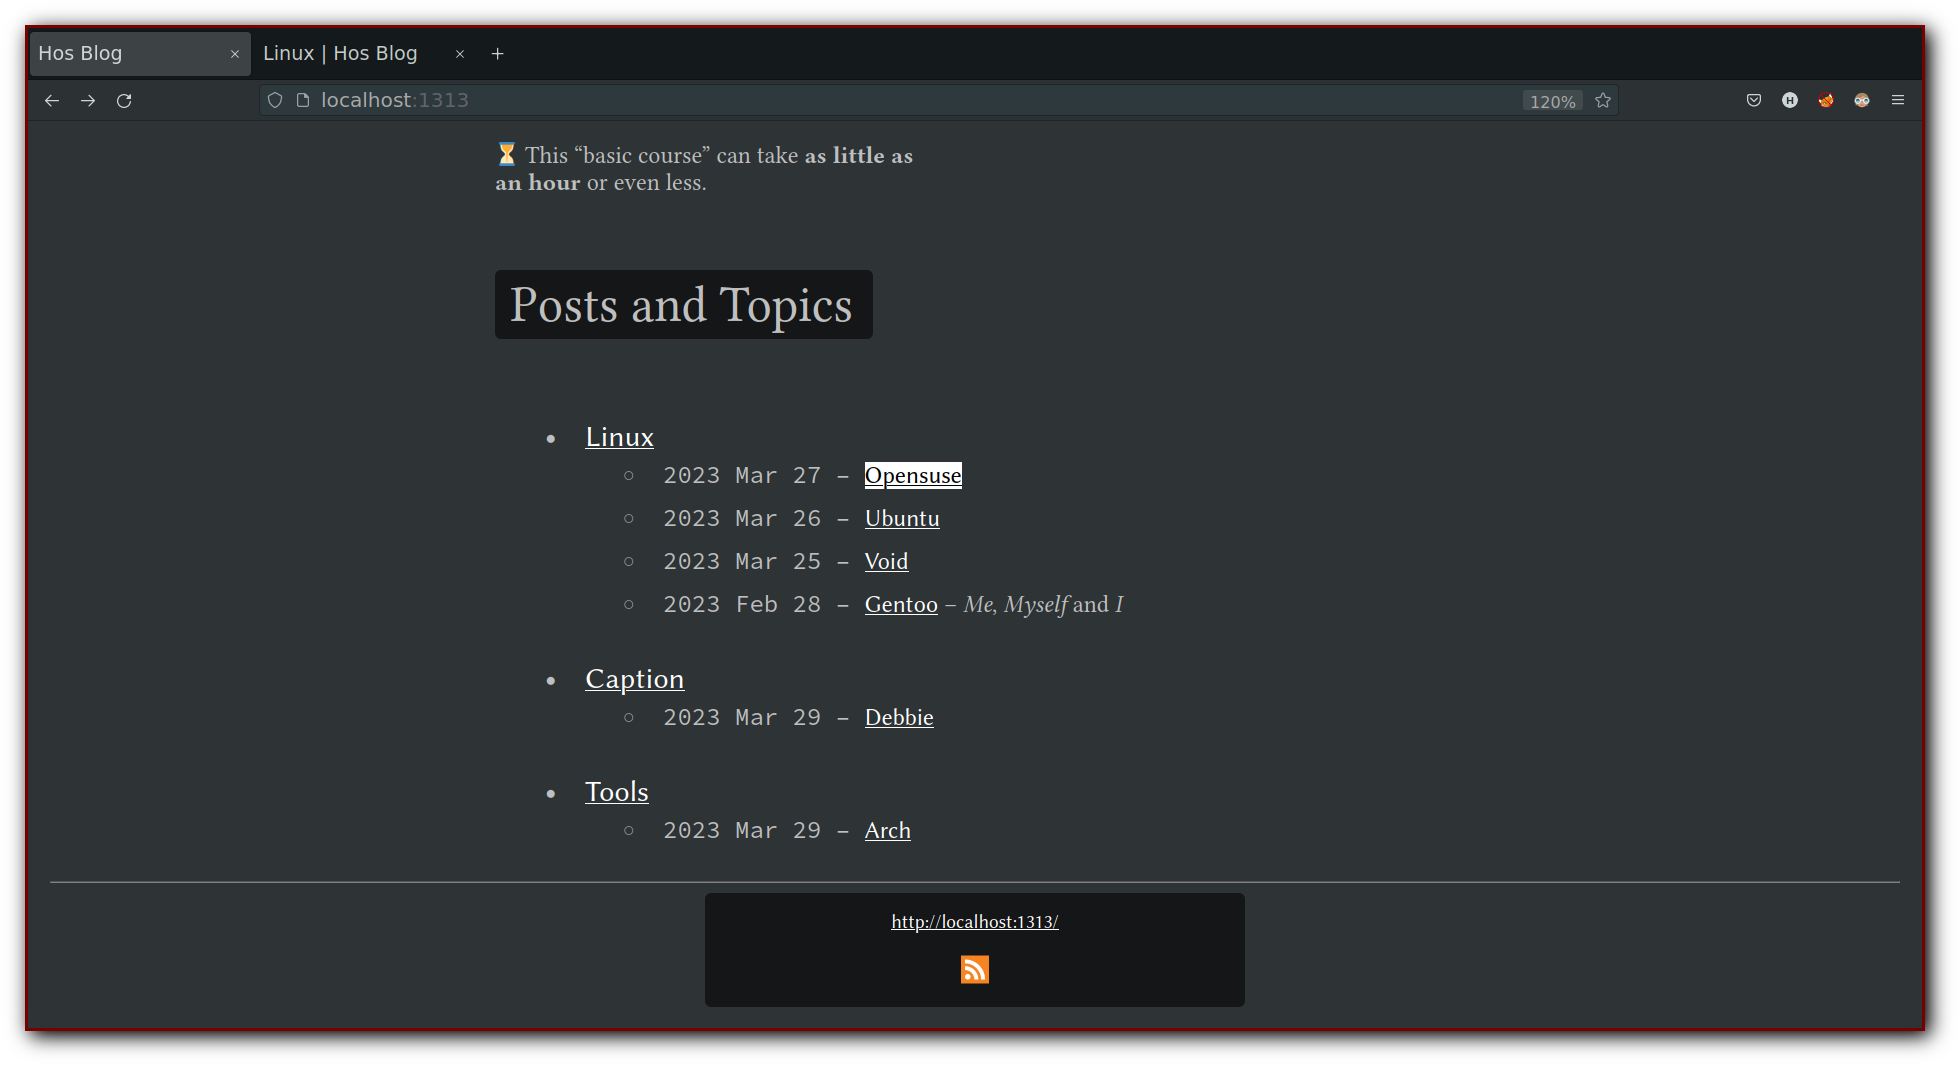 Hos Blog
Linux | Hos Blog
localhost:1313
120%
H
⏳ This “basic course” can take as little as
an hour or even less.
Posts and Topics
• Linux
○ 2023 Mar 27 – Opensuse
○ 2023 Mar 26 – Ubuntu
○ 2023 Mar 25 – Void
○ 2023 Feb 28 – Gentoo – Me, Myself and I
• Caption
○ 2023 Mar 29 – Debbie
• Tools
○ 2023 Mar 29 – Arch
http://localhost:1313/